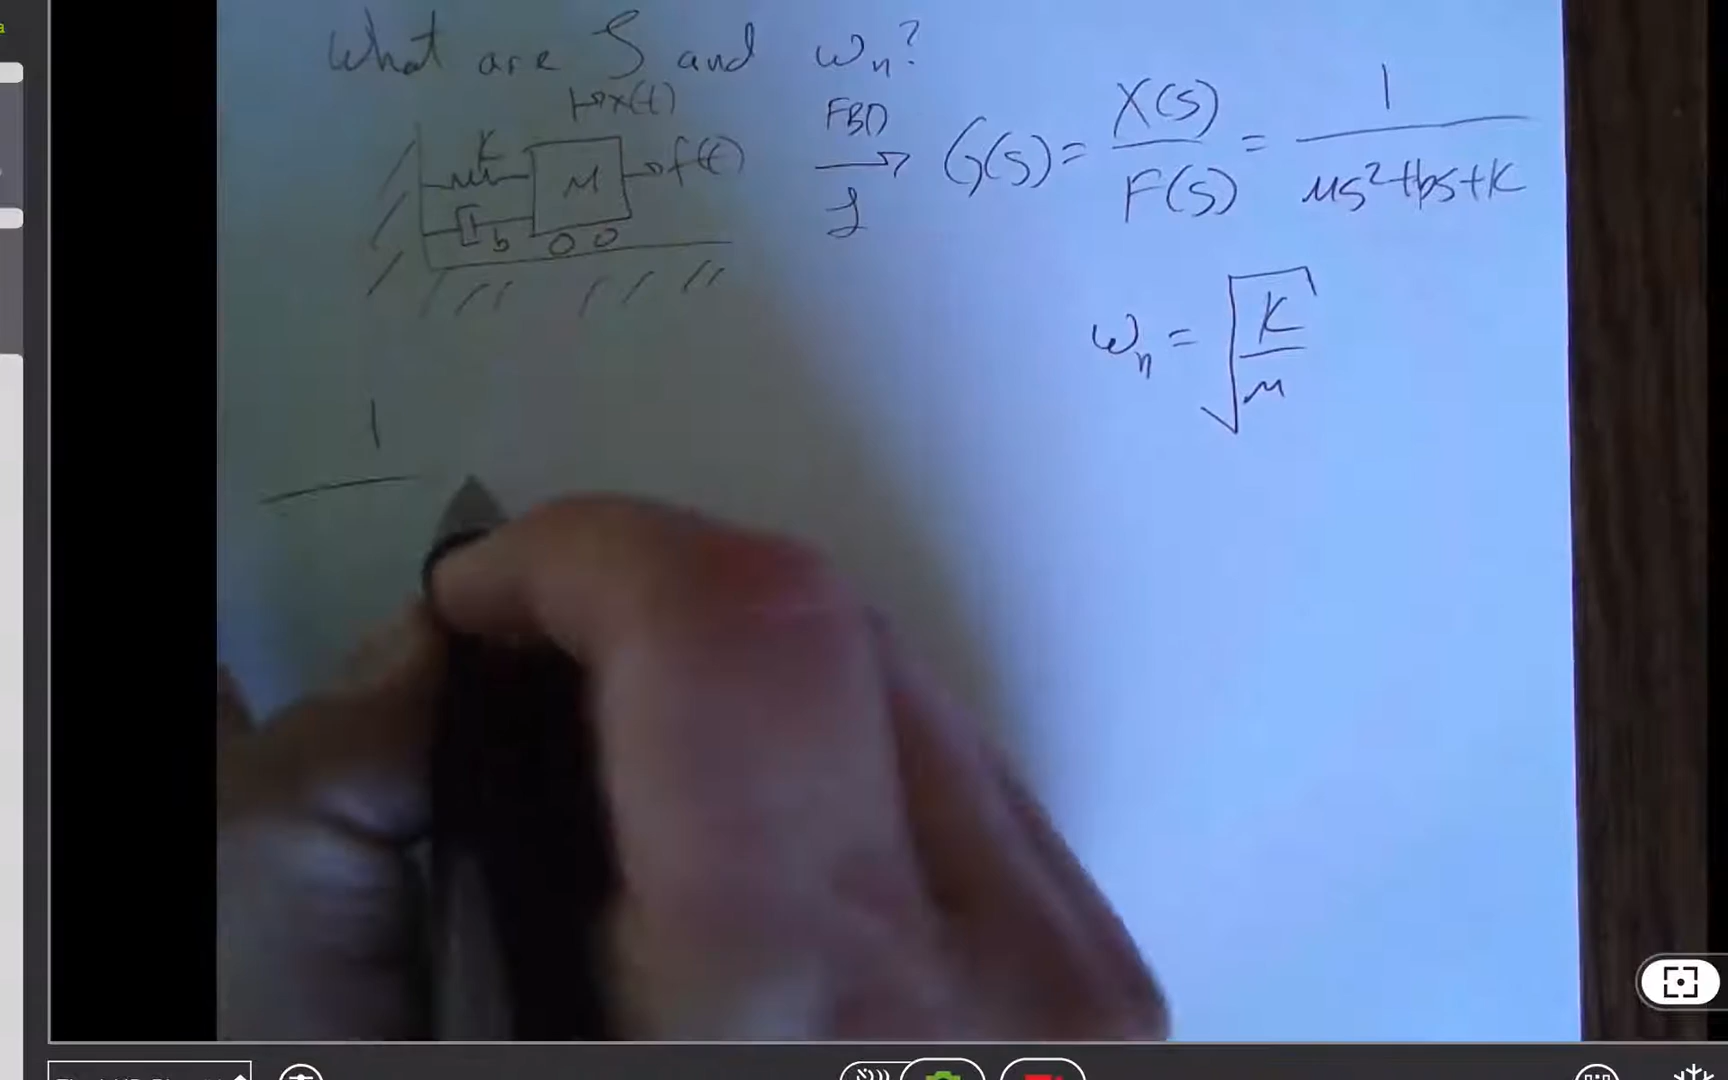 What are ζ and ωn?
x(t)
K
M
f(t)
b
FBD
ℒ
G(s) = X(s)/F(s) = 1/(Ms²+bs+K)
ωn = √(K/M)
1